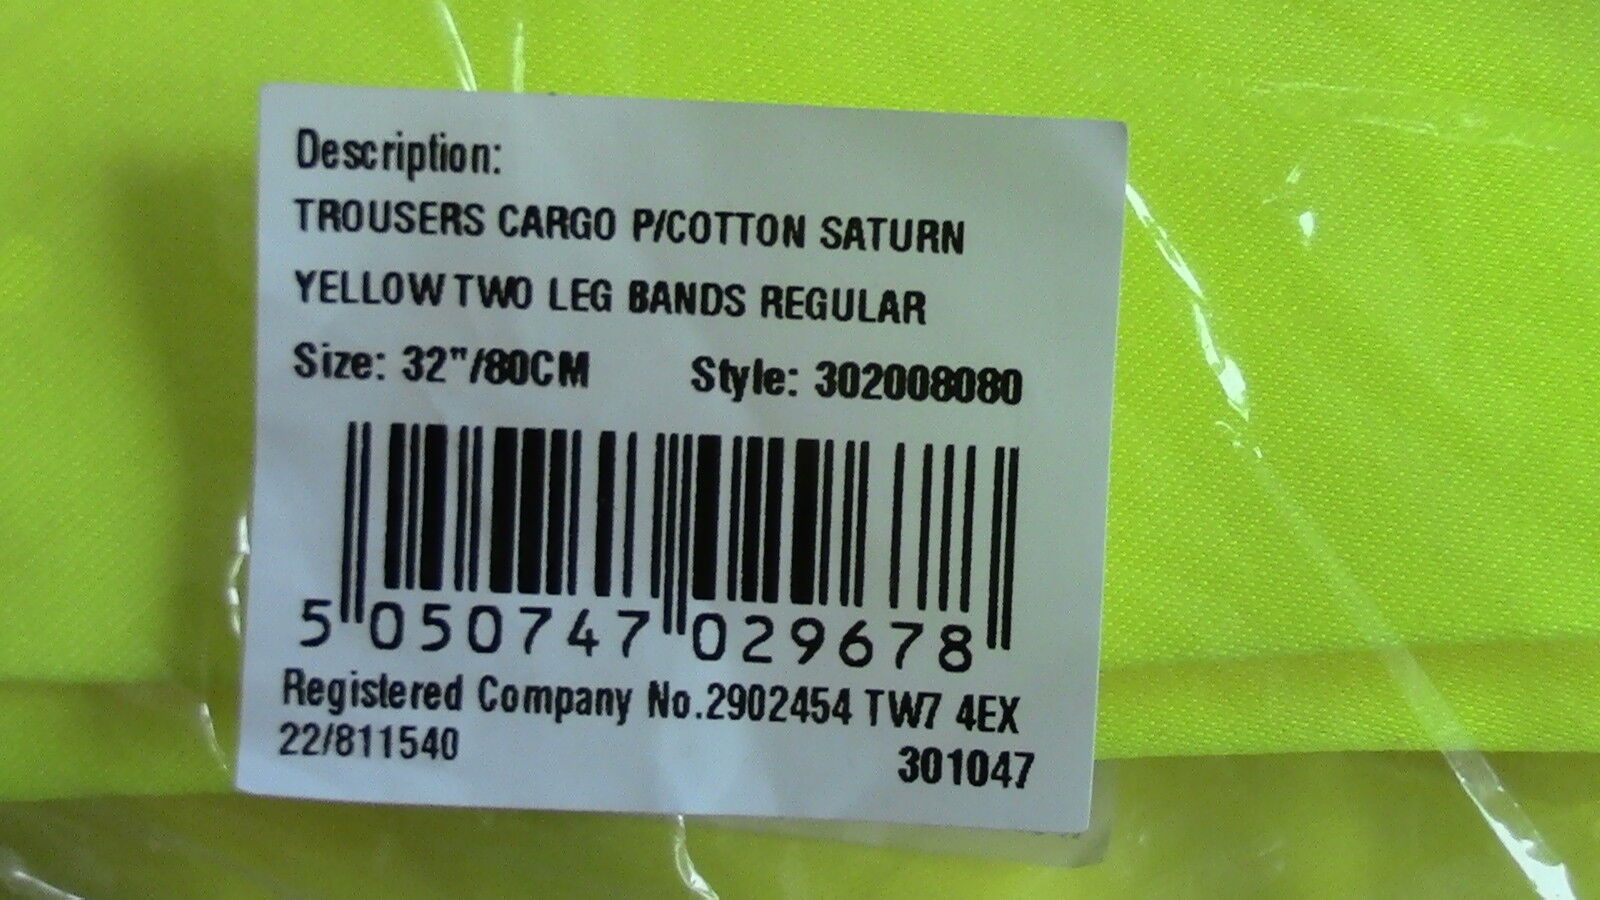 Description:
TROUSERS CARGO P/COTTON SATURN
YELLOW TWO LEG BANDS REGULAR
Size: 32"/80CM Style: 302008080
5 050747 029678
Registered Company No.2902454 TW7 4EX
22/811540 301047